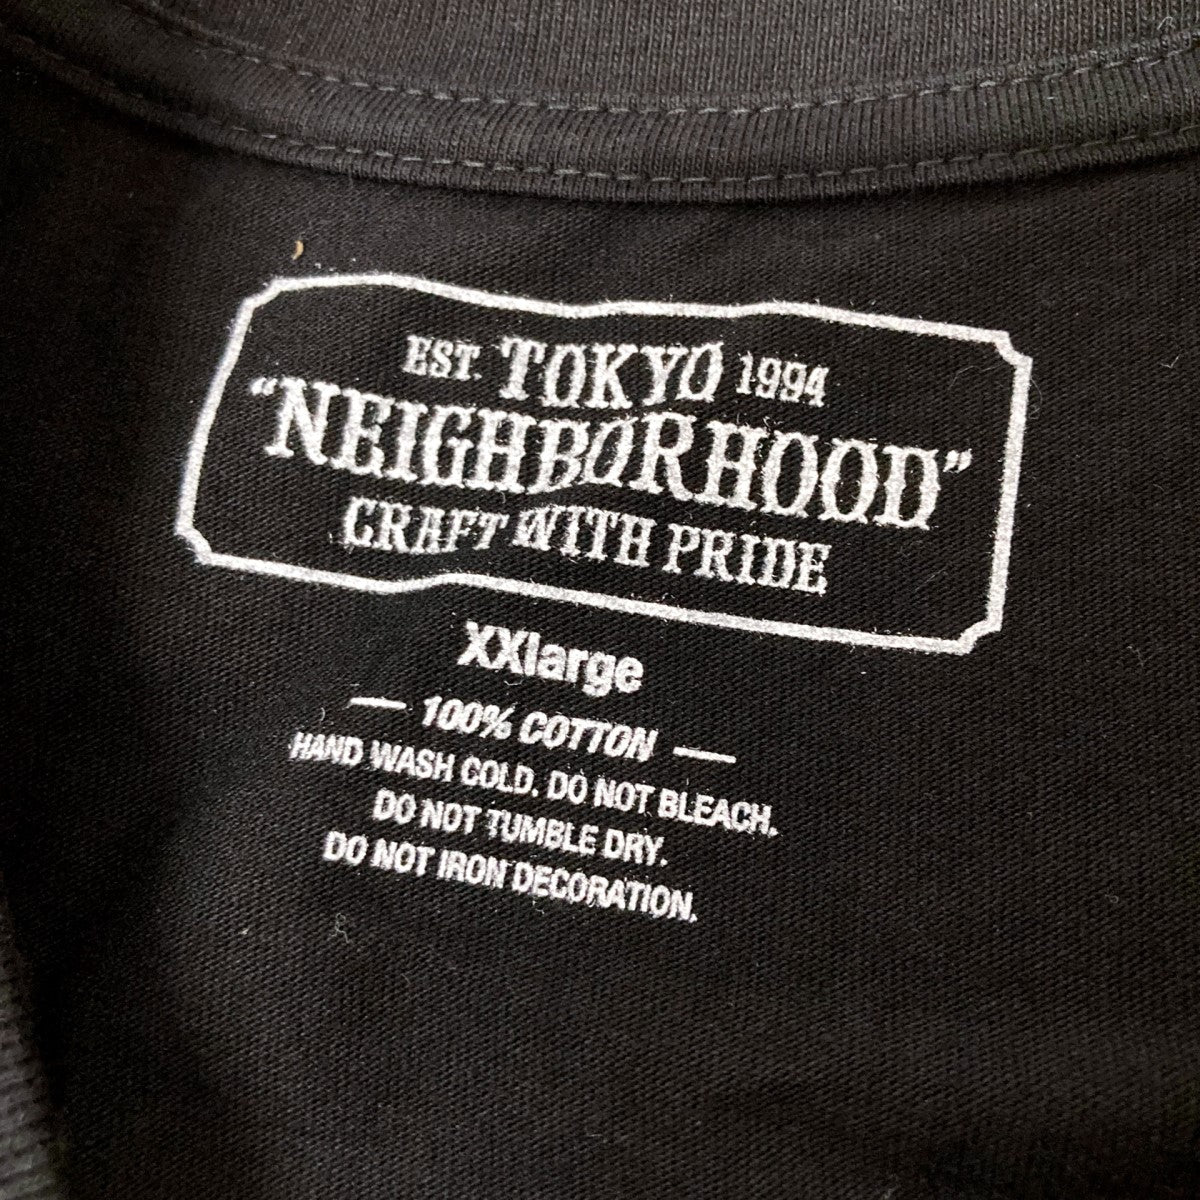 EST. TOKYO 1994
"NEIGHBORHOOD"
CRAFT WITH PRIDE
XXlarge
— 100% COTTON —
HAND WASH COLD. DO NOT BLEACH.
DO NOT TUMBLE DRY.
DO NOT IRON DECORATION.